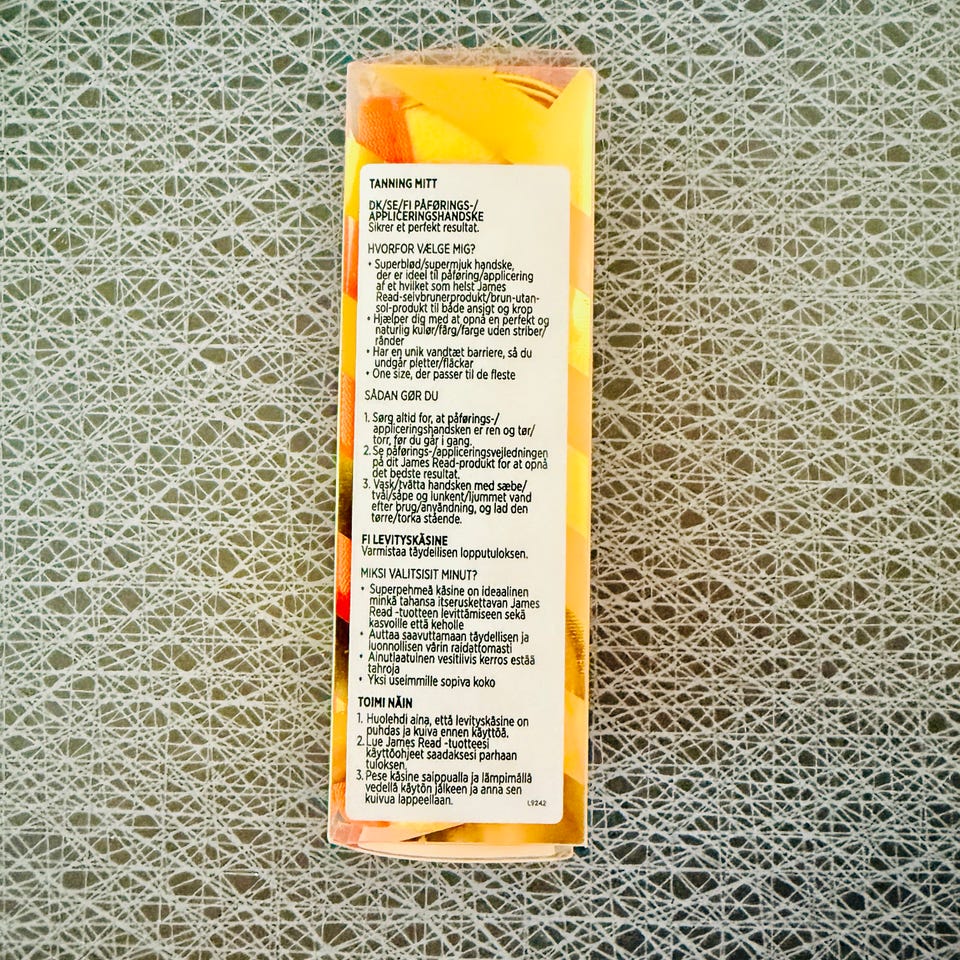 TANNING MITT
DK/SE/FI PÅFØRINGS-/
APPLICERINGSHANDSKE
Sikrer et perfekt resultat.
HVORFOR VÆLGE MIG?
• Superblød/supermjuk handske,
der er ideel til påføring/applicering
af et hvilket som helst James
Read-selvbrunerprodukt/brun-utan-
sol-produkt til både ansigt og krop
• Hjælper dig med at opnå en perfekt og
naturlig kulør/färg/farge uden striber/
ränder
• Har en unik vandtæt barriere, så du
undgår pletter/fläckar
• One size, der passer til de fleste
SÅDAN GØR DU
1. Sørg altid for, at påførings-/
appliceringshandsken er ren og tør/
torr, før du går i gang.
2. Se påførings-/appliceringsvejledningen
på dit James Read-produkt for at opnå
det bedste resultat.
3. Vask/tvätta handsken med sæbe/
tvål/såpe og lunkent/ljummet vand
efter brug/användning, og lad den
tørre/torka stående.
FI LEVITYSKÄSINE
Varmistaa täydellisen lopputuloksen.
MIKSI VALITSISIT MINUT?
• Superpehmeä käsine on ideaalinen
minkä tahansa itseruskettavan James
Read -tuotteen levittämiseen sekä
kasvoille että keholle
• Auttaa saavuttamaan täydellisen ja
luonnollisen värin raidattomasti
• Ainutlaatuinen vesitiivis kerros estää
tahroja
• Yksi useimmille sopiva koko
TOIMI NÄIN
1. Huolehdi aina, että levityskäsine on
puhdas ja kuiva ennen käyttöä.
2. Lue James Read -tuotteesi
käyttöohjeet saadaksesi parhaan
tuloksen.
3. Pese käsine saippualla ja lämpimällä
vedellä käytön jälkeen ja anna sen
kuivua lappeellaan.
L9242